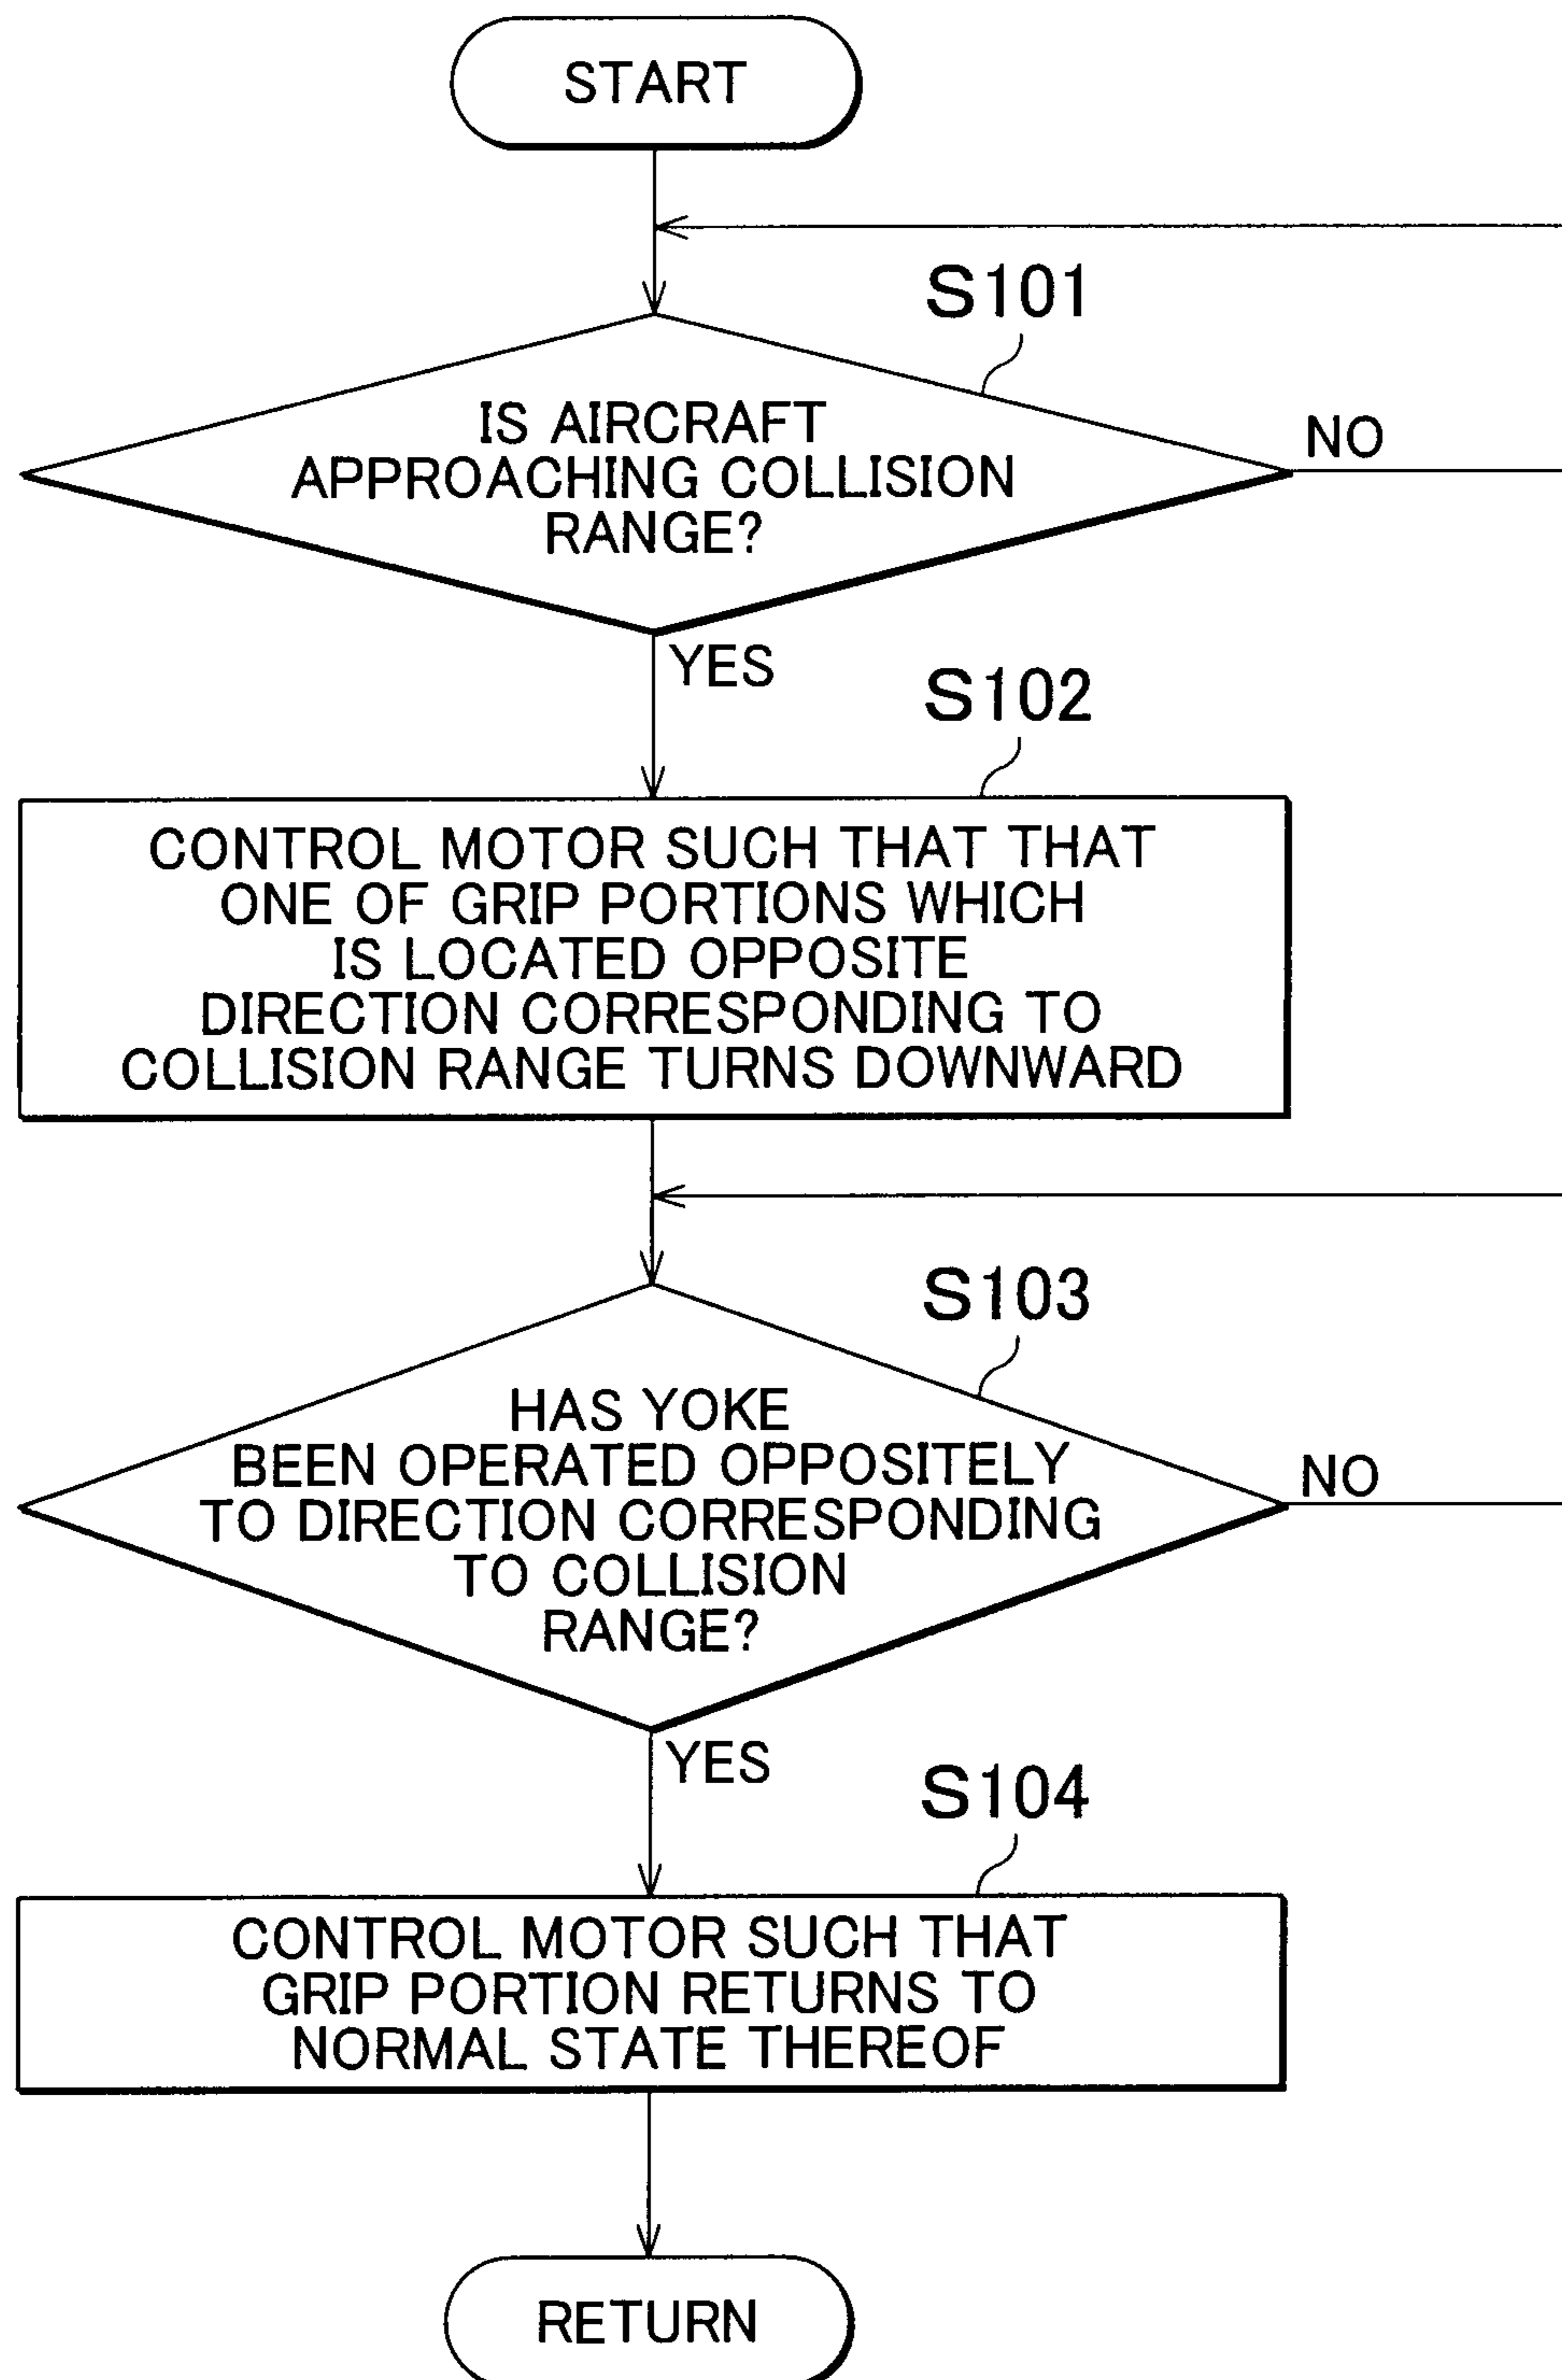 START
S101
IS AIRCRAFT
APPROACHING COLLISION
RANGE?
NO
YES
S102
CONTROL MOTOR SUCH THAT THAT
ONE OF GRIP PORTIONS WHICH
IS LOCATED OPPOSITE
DIRECTION CORRESPONDING TO
COLLISION RANGE TURNS DOWNWARD
S103
HAS YOKE
BEEN OPERATED OPPOSITELY
TO DIRECTION CORRESPONDING
TO COLLISION
RANGE?
NO
YES
S104
CONTROL MOTOR SUCH THAT
GRIP PORTION RETURNS TO
NORMAL STATE THEREOF
RETURN